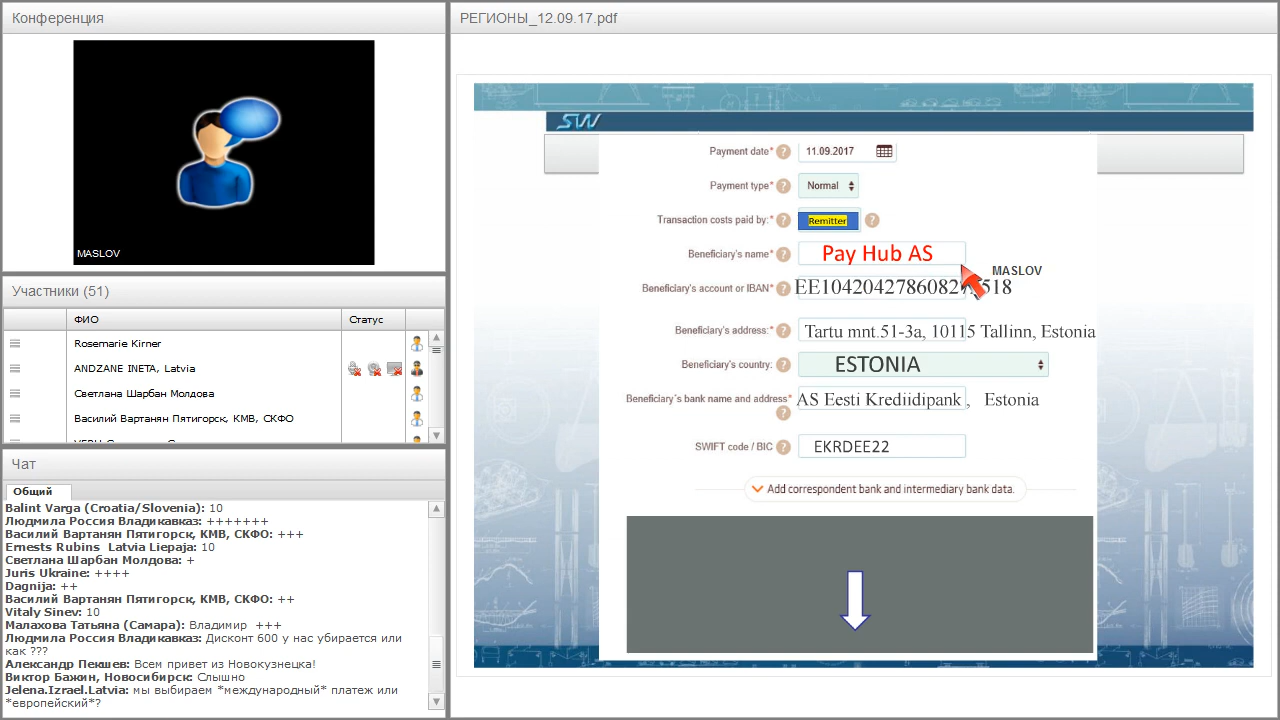 Конференция
MASLOV
Участники (51)
ФИО
Статус
Rosemarie Kirner
ANDZANE INETA, Latvia
Светлана Шарбан Молдова
Василий Вартанян Пятигорск, КМВ, СКФО
Чат
Общий
Balint Varga (Croatia/Slovenia): 10
Людмила Россия Владикавказ: +++++++
Василий Вартанян Пятигорск, КМВ, СКФО: +++
Ernests Rubins Latvia Liepaja: 10
Светлана Шарбан Молдова: +
Juris Ukraine: ++++
Dagnija: ++
Василий Вартанян Пятигорск, КМВ, СКФО: ++
Vitaly Sinev: 10
Малахова Татьяна (Самара): Владимир +++
Людмила Россия Владикавказ: Дисконт 600 у нас убирается или
как ???
Александр Пекшев: Всем привет из Новокузнецка!
Виктор Бажин, Новосибирск: Слышно
Jelena.Izrael.Latvia: мы выбираем *международный* платеж или
*европейский*?
РЕГИОНЫ_12.09.17.pdf
SW
Payment date* ? 11.09.2017
Payment type* ? Normal
Transaction costs paid by:* ? Remitter ?
Beneficiary's name* ? Pay Hub AS
MASLOV
Beneficiary's account or IBAN* ?
Beneficiary's address:* ? Tartu mnt 51-3a, 10115 Tallinn, Estonia
Beneficiary's country: ? ESTONIA
Beneficiary's bank name and address* AS Eesti Krediidipank , Estonia
?
SWIFT code / BIC ? EKRDEE22
Add correspondent bank and intermediary bank data.